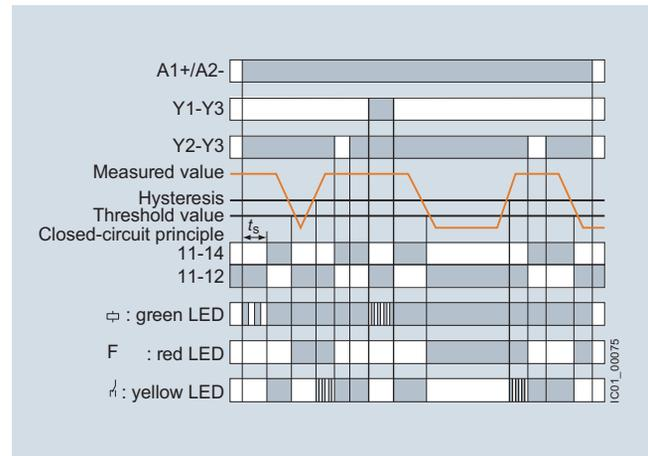 A1+/A2-
Y1-Y3
Y2-Y3
Measured value
Hysteresis
Threshold value
Closed-circuit principle
ts
11-14
11-12
: green LED
F : red LED
: yellow LED
IC01_00075